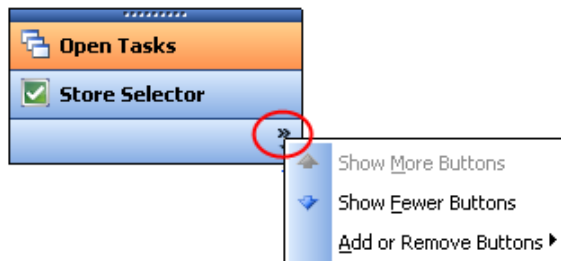 Open Tasks
Store Selector
Show More Buttons
Show Fewer Buttons
Add or Remove Buttons